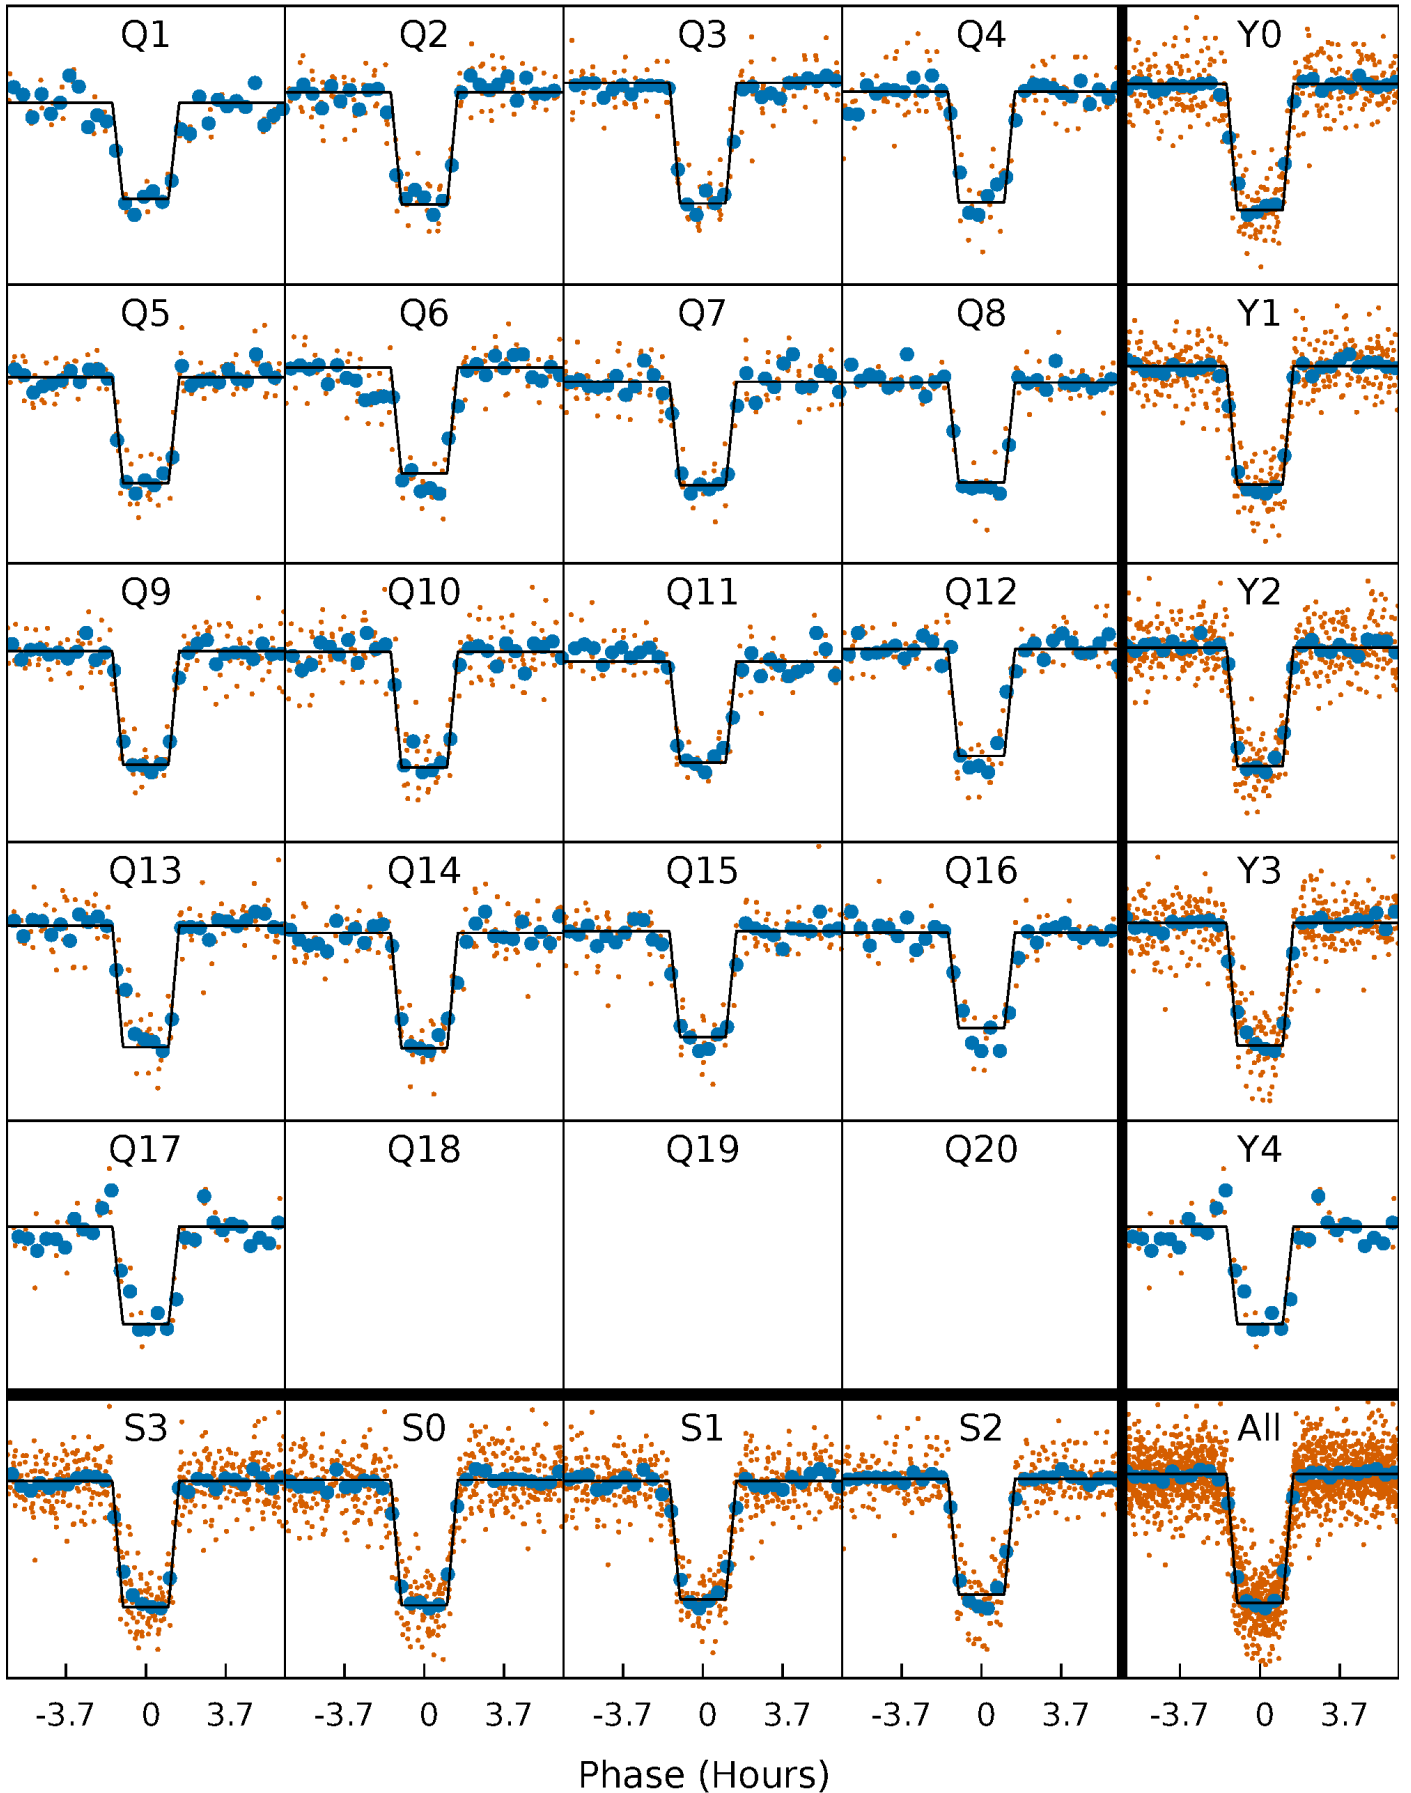 Q1 Q2 Q3 Q4 Y0
Q5 Q6 Q7 Q8 Y1
Q9 Q10 Q11 Q12 Y2
Q13 Q14 Q15 Q16 Y3
Q17 Q18 Q19 Q20 Y4
S3 S0 S1 S2 All
-3.7 0 3.7 -3.7 0 3.7 -3.7 0 3.7 -3.7 0 3.7 -3.7 0 3.7
Phase (Hours)